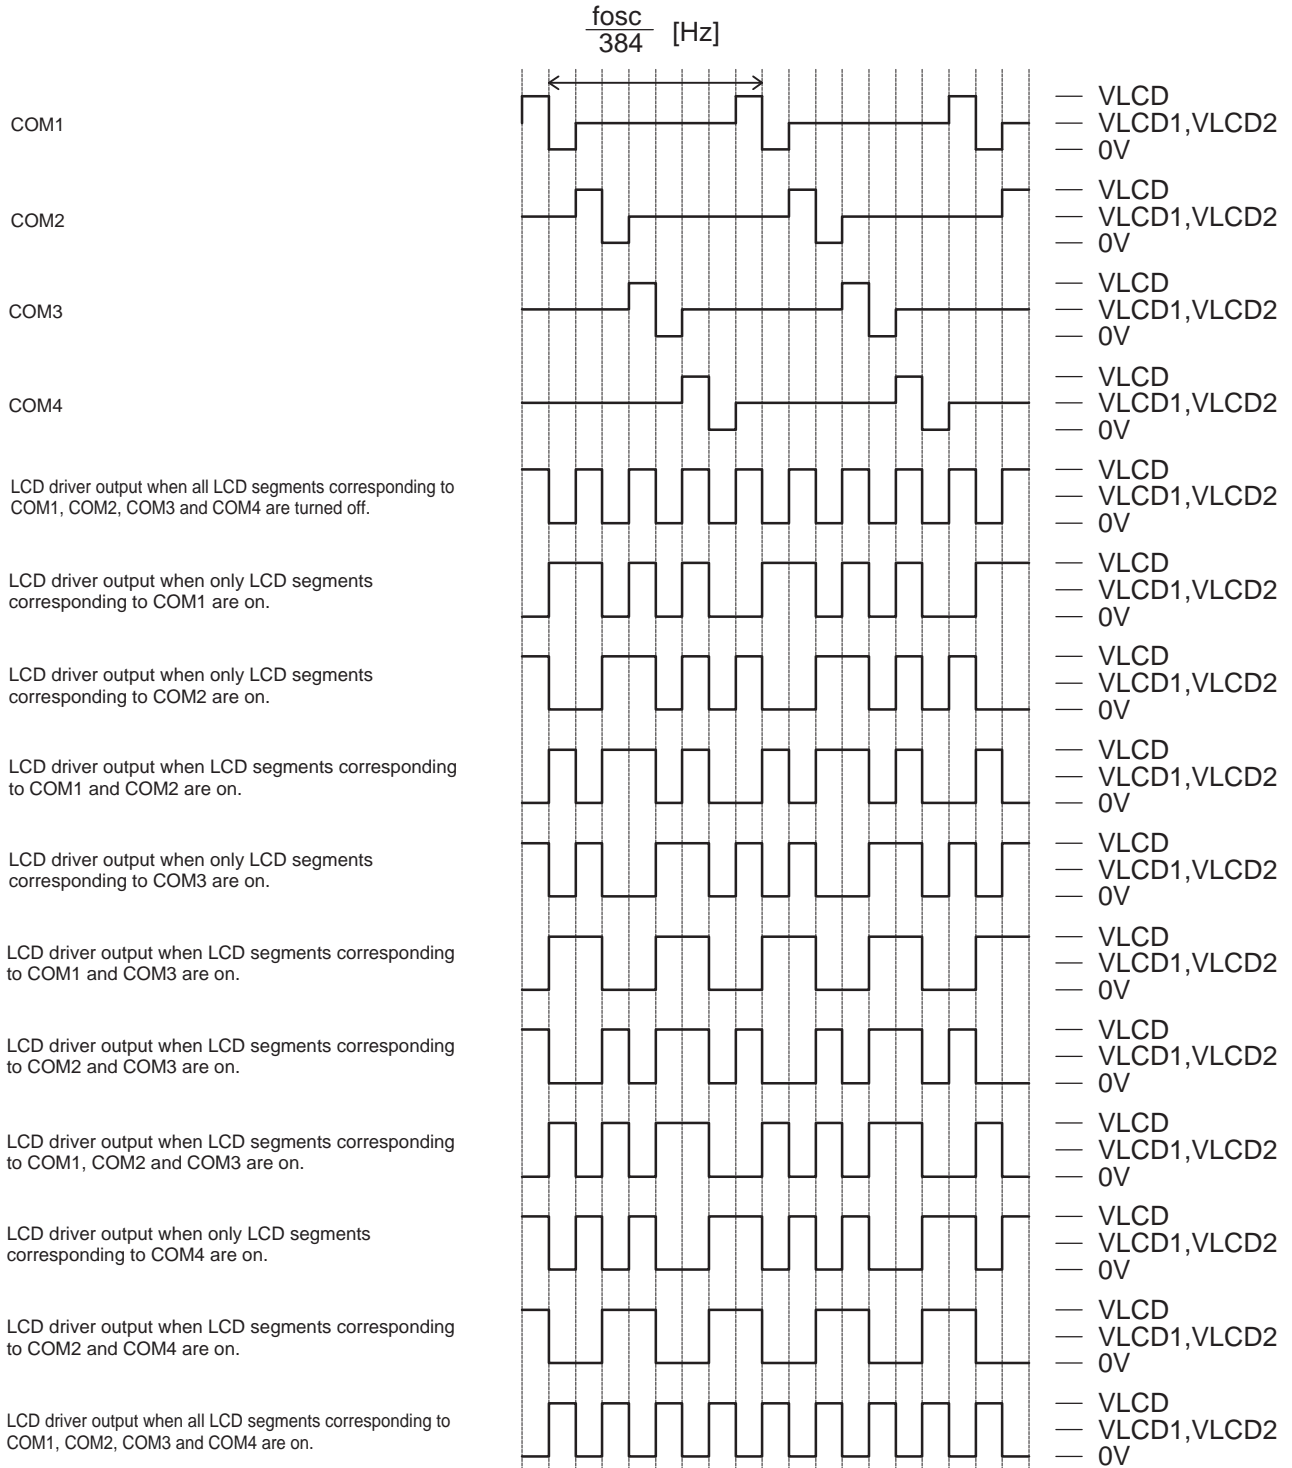 fosc
384 [Hz]
COM1
VLCD
VLCD1,VLCD2
0V
COM2
VLCD
VLCD1,VLCD2
0V
COM3
VLCD
VLCD1,VLCD2
0V
COM4
VLCD
VLCD1,VLCD2
0V
LCD driver output when all LCD segments corresponding to
COM1, COM2, COM3 and COM4 are turned off.
VLCD
VLCD1,VLCD2
0V
LCD driver output when only LCD segments
corresponding to COM1 are on.
VLCD
VLCD1,VLCD2
0V
LCD driver output when only LCD segments
corresponding to COM2 are on.
VLCD
VLCD1,VLCD2
0V
LCD driver output when LCD segments corresponding
to COM1 and COM2 are on.
VLCD
VLCD1,VLCD2
0V
LCD driver output when only LCD segments
corresponding to COM3 are on.
VLCD
VLCD1,VLCD2
0V
LCD driver output when LCD segments corresponding
to COM1 and COM3 are on.
VLCD
VLCD1,VLCD2
0V
LCD driver output when LCD segments corresponding
to COM2 and COM3 are on.
VLCD
VLCD1,VLCD2
0V
LCD driver output when LCD segments corresponding
to COM1, COM2 and COM3 are on.
VLCD
VLCD1,VLCD2
0V
LCD driver output when only LCD segments
corresponding to COM4 are on.
VLCD
VLCD1,VLCD2
0V
LCD driver output when LCD segments corresponding
to COM2 and COM4 are on.
VLCD
VLCD1,VLCD2
0V
LCD driver output when all LCD segments corresponding to
COM1, COM2, COM3 and COM4 are on.
VLCD
VLCD1,VLCD2
0V